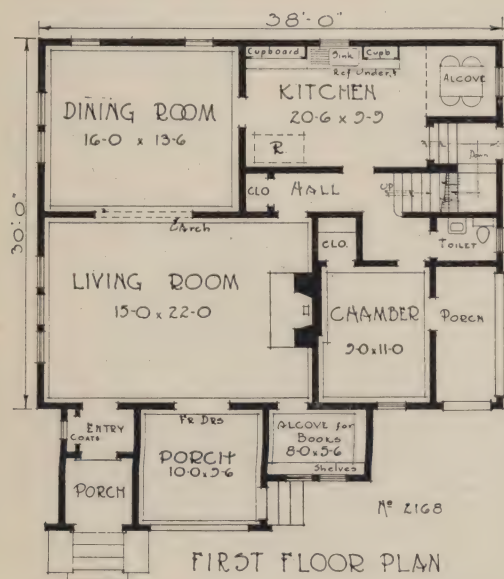 38'-0"
Cupboard
Sink
Cupb
Ref Under
ALCOVE
DINING ROOM
16-0 x 13-6
KITCHEN
20-6 x 9-9
R.
Down
CLO
HALL
UP
Arch
30'-0"
CLO.
TOILET
LIVING ROOM
15-0 x 22-0
CHAMBER
9-0 x 11-0
PORCH
ENTRY
COATS
Fr Drs
PORCH
10-0 x 9-6
ALCOVE for
BOOKS
8-0 x 5-6
Shelves
PORCH
Nº 2168
FIRST FLOOR PLAN